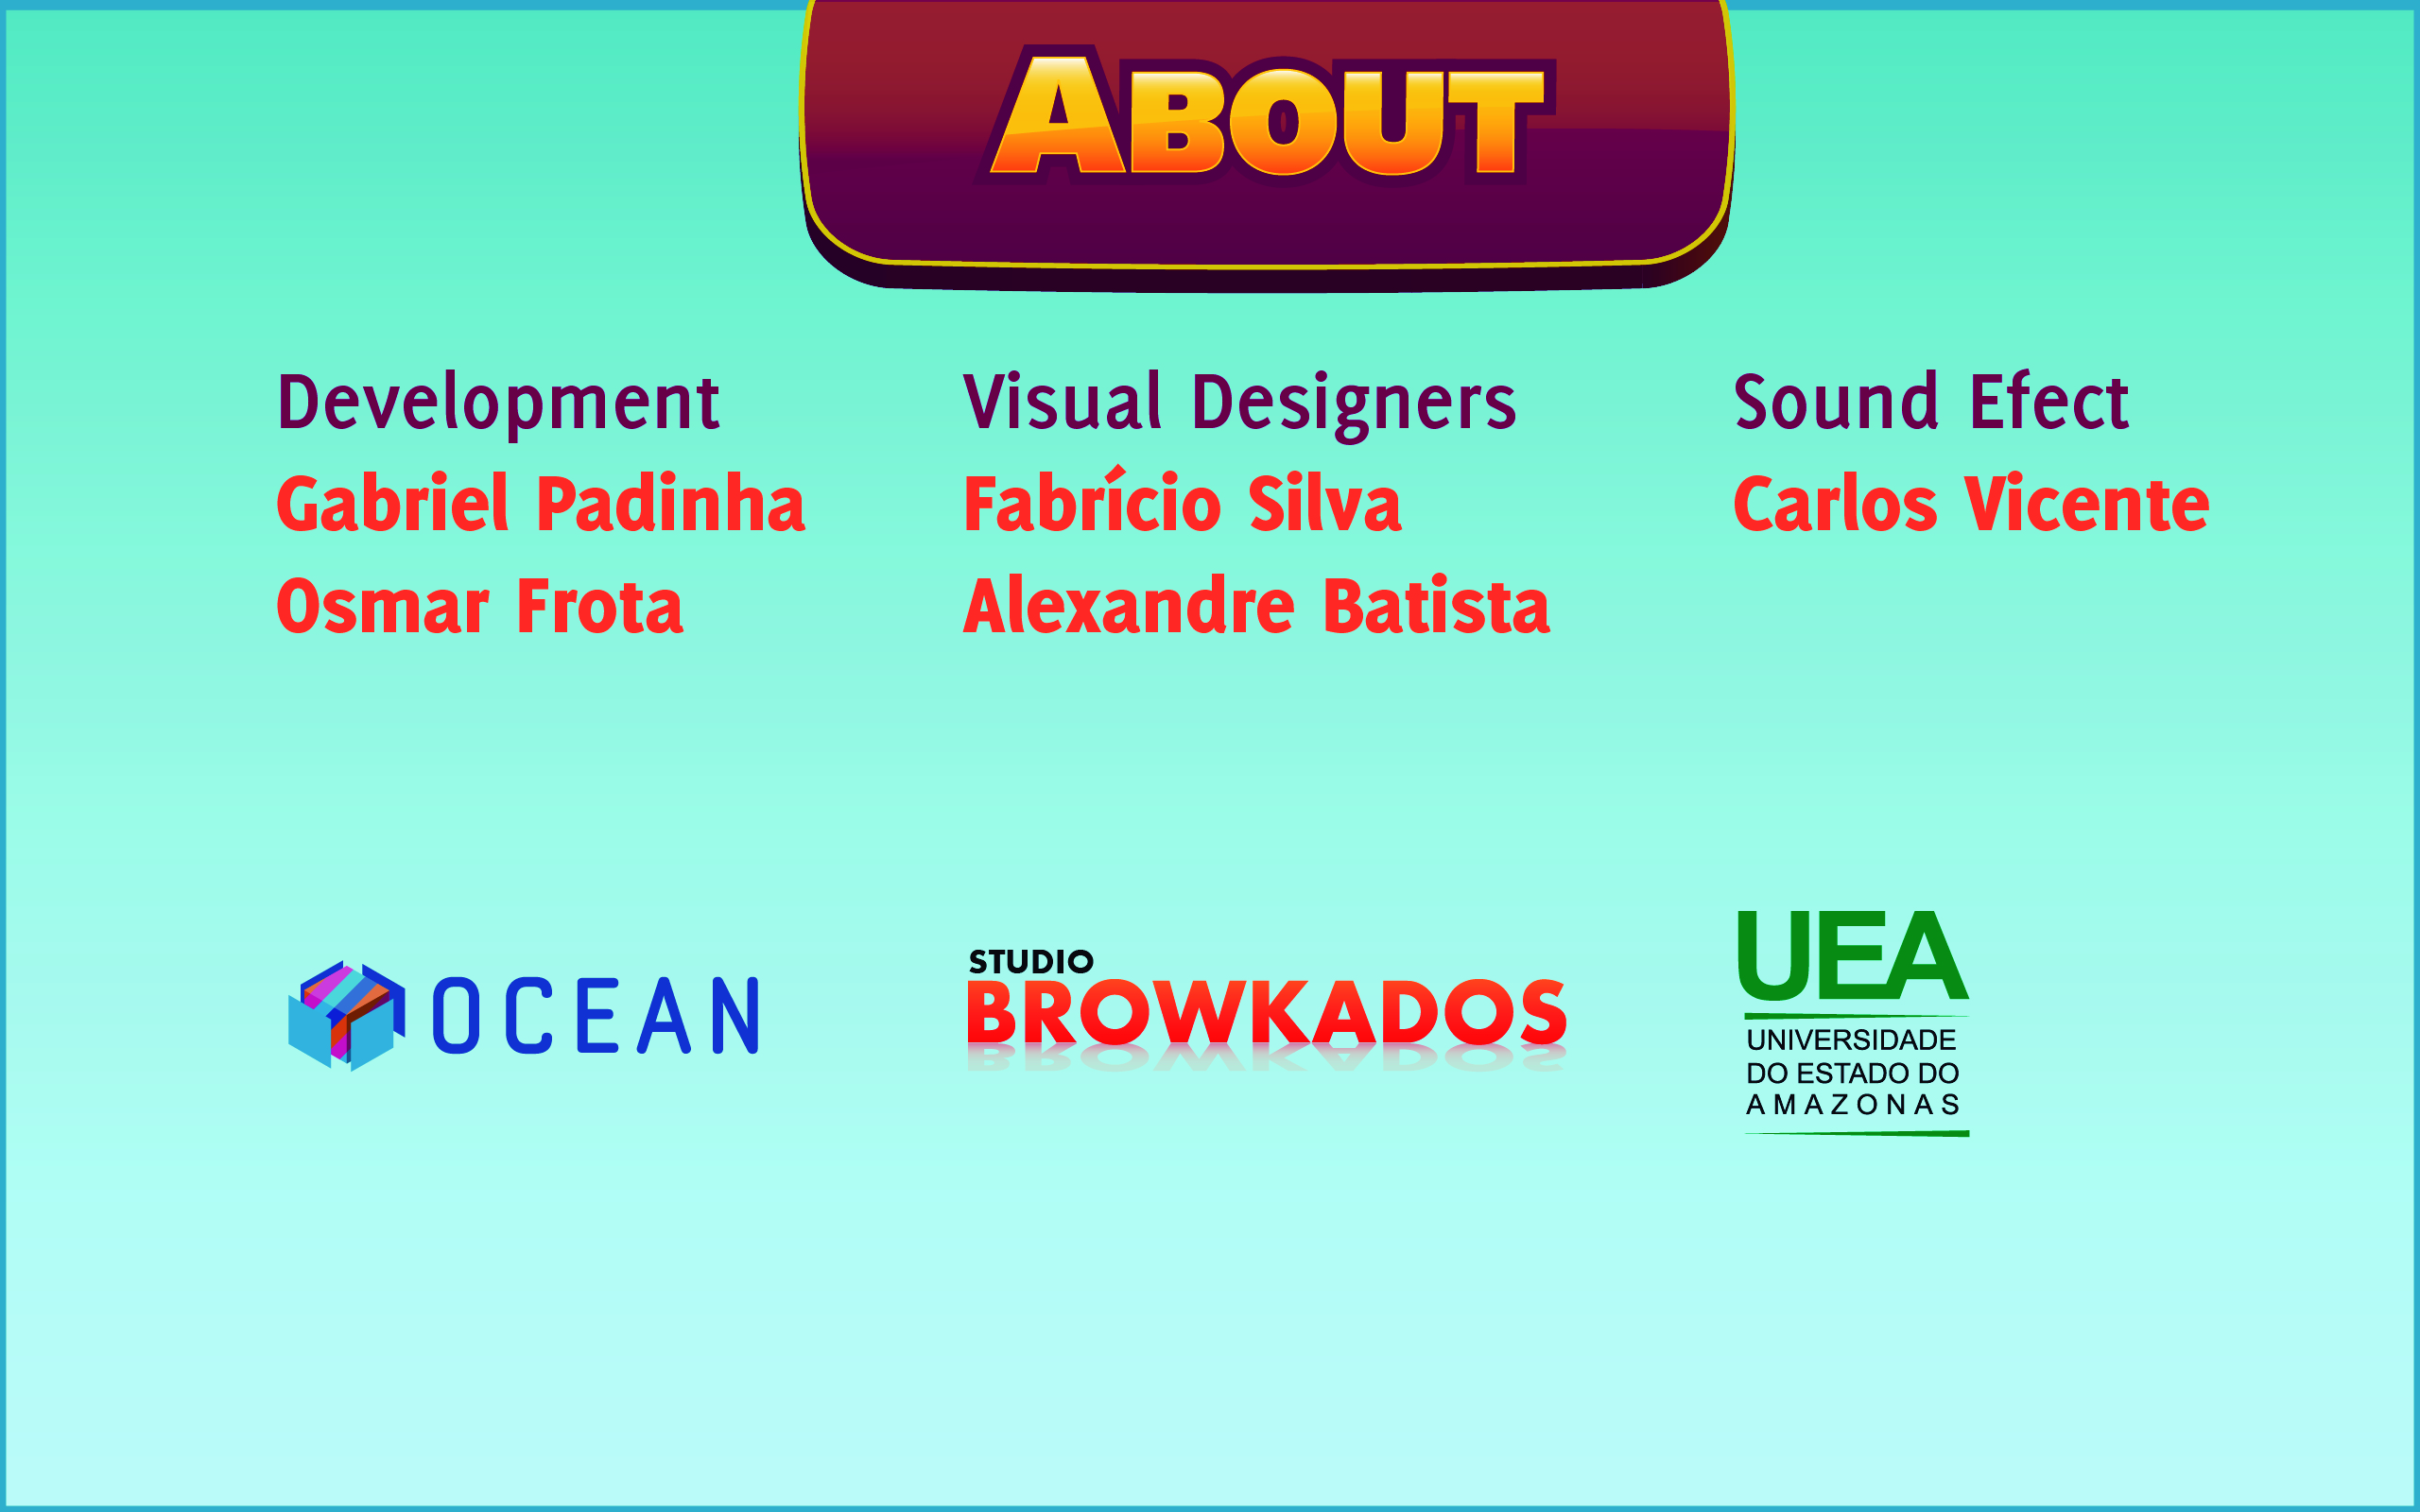 ABOUT
Development
Gabriel Padinha
Osmar Frota
Visual Designers
Fabrício Silva
Alexandre Batista
Sound Efect
Carlos Vicente
OCEAN
STUDIO
BROWKADOS
UEA
UNIVERSIDADE
DO ESTADO DO
AMAZONAS